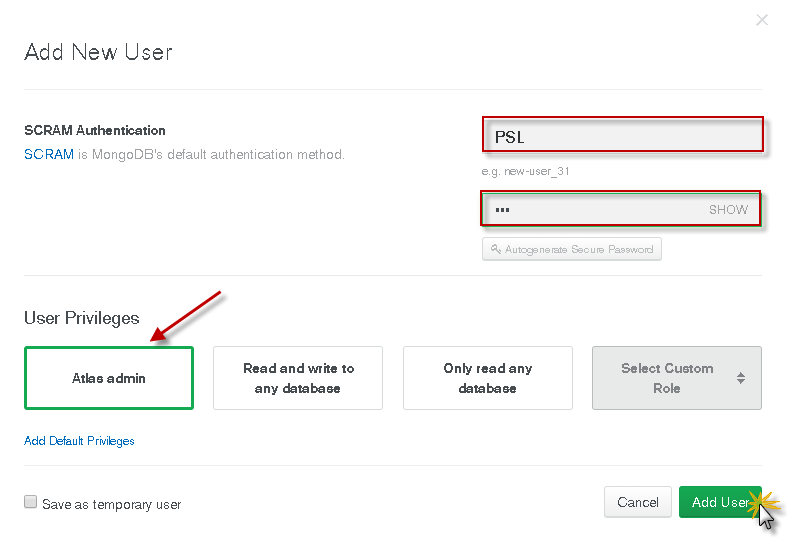 Add New User
SCRAM Authentication
SCRAM is MongoDB's default authentication method.
PSL
e.g. new-user_31
••• SHOW
Autogenerate Secure Password
User Privileges
Atlas admin
Read and write to
any database
Only read any
database
Select Custom
Role
Add Default Privileges
Save as temporary user
Cancel
Add User